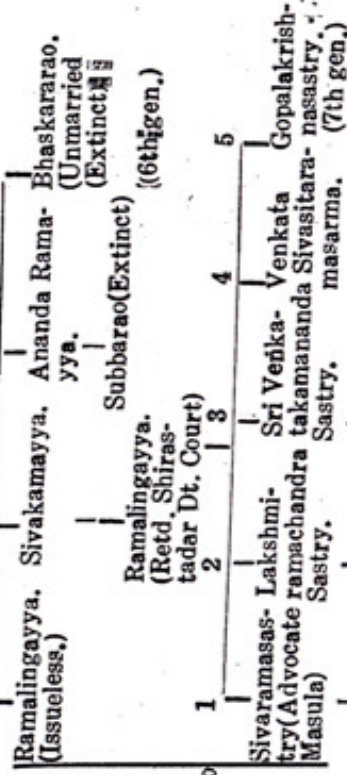 Ramalingayya.
(Issueless.)
Sivakamayya.
Ananda Rama-
yya.
Bhaskararao.
(Unmarried
(Extinct)
(6th gen.)
Subbarao(Extinct)
Ramalingayya.
(Retd. Shiras-
tadar Dt. Court)
1
2
3
4
5
Sivaramasas-
try(Advocate
Masula)
Lakshmi-
ramachandra
Sastry.
Sri Venka-
takamananda
Sastry.
Venkata
Sivasitara-
masarma.
Gopalakrish-
nasastry.
(7th gen.)